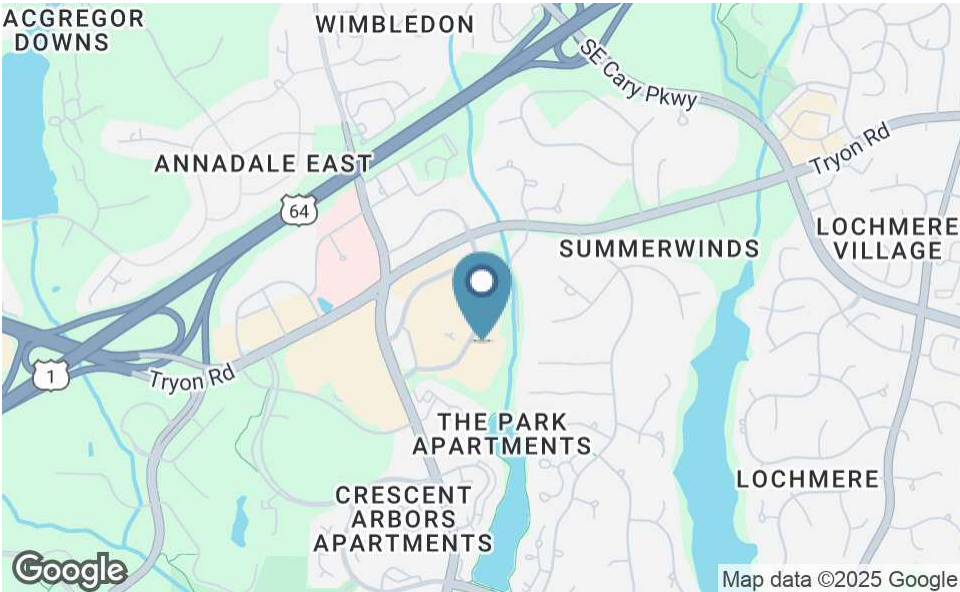 ACGREGOR
DOWNS
WIMBLEDON
SE Cary Pkwy
Tryon Rd
ANNADALE EAST
64
LOCHMERE
VILLAGE
SUMMERWINDS
1
Tryon Rd
THE PARK
APARTMENTS
LOCHMERE
CRESCENT
ARBORS
APARTMENTS
Google
Map data ©2025 Google